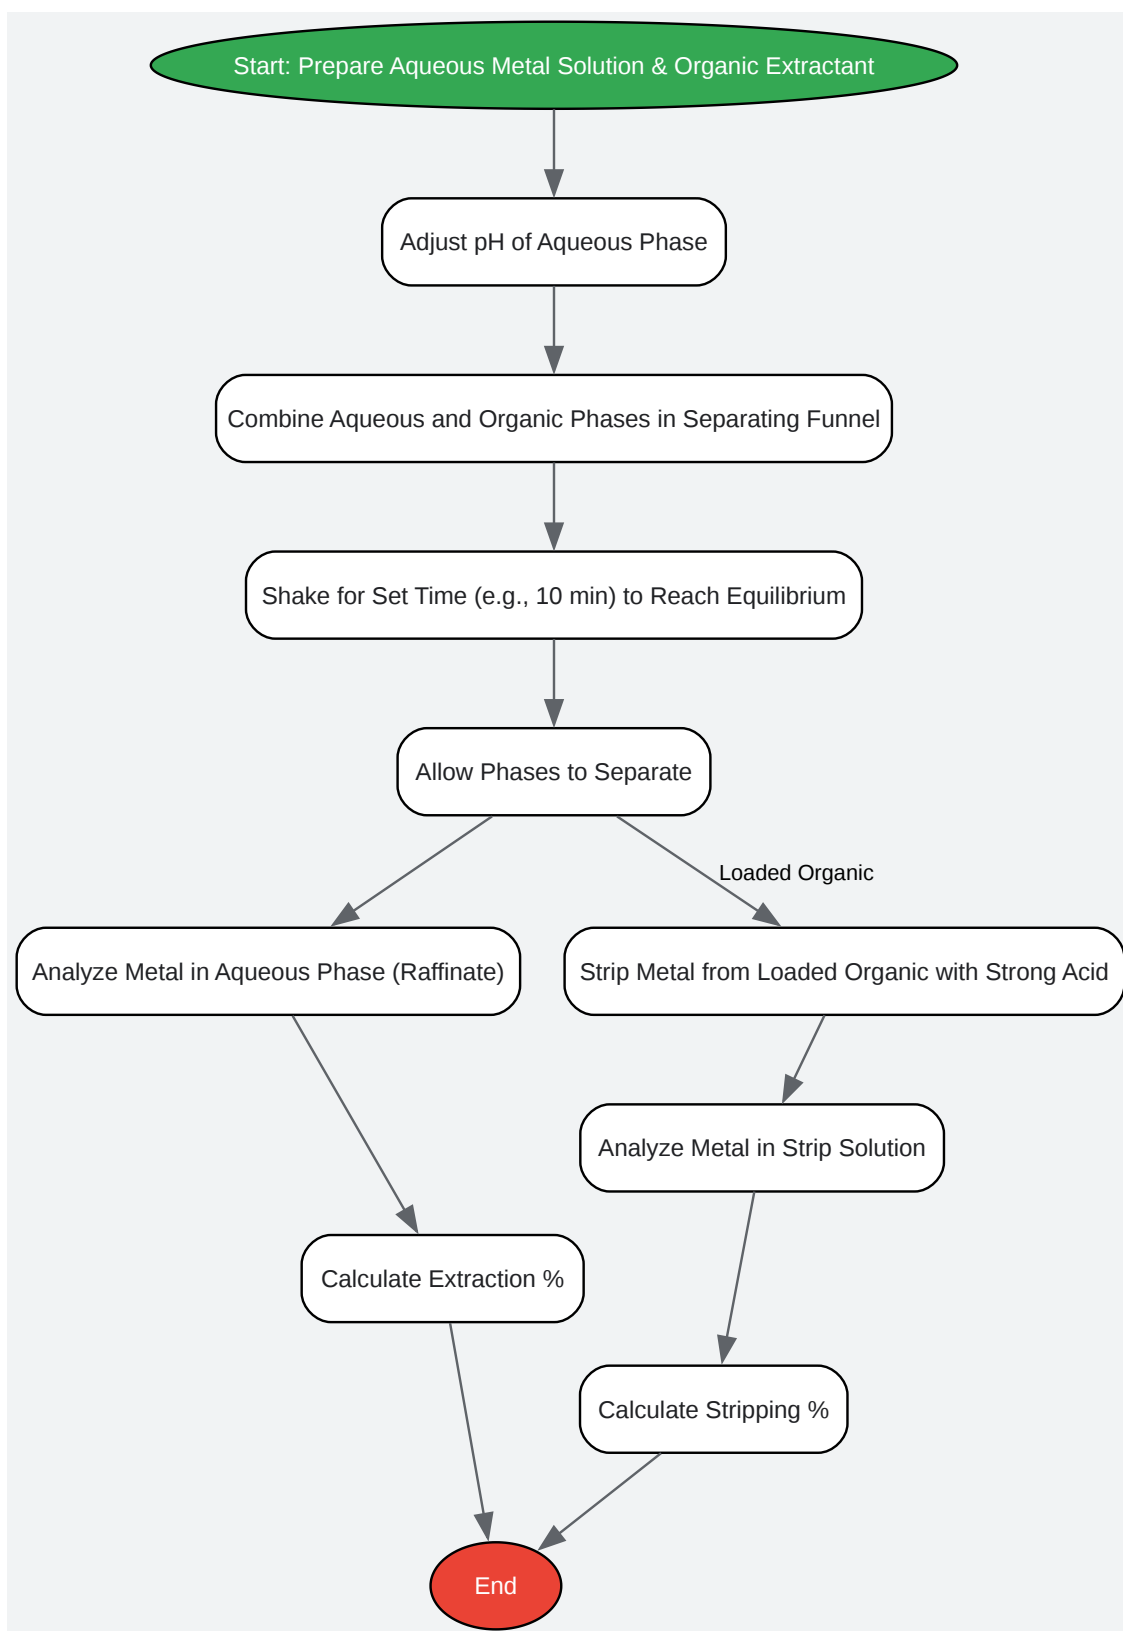 Start: Prepare Aqueous Metal Solution & Organic Extractant
Adjust pH of Aqueous Phase
Combine Aqueous and Organic Phases in Separating Funnel
Shake for Set Time (e.g., 10 min) to Reach Equilibrium
Allow Phases to Separate
Loaded Organic
Analyze Metal in Aqueous Phase (Raffinate)
Strip Metal from Loaded Organic with Strong Acid
Analyze Metal in Strip Solution
Calculate Extraction %
Calculate Stripping %
End